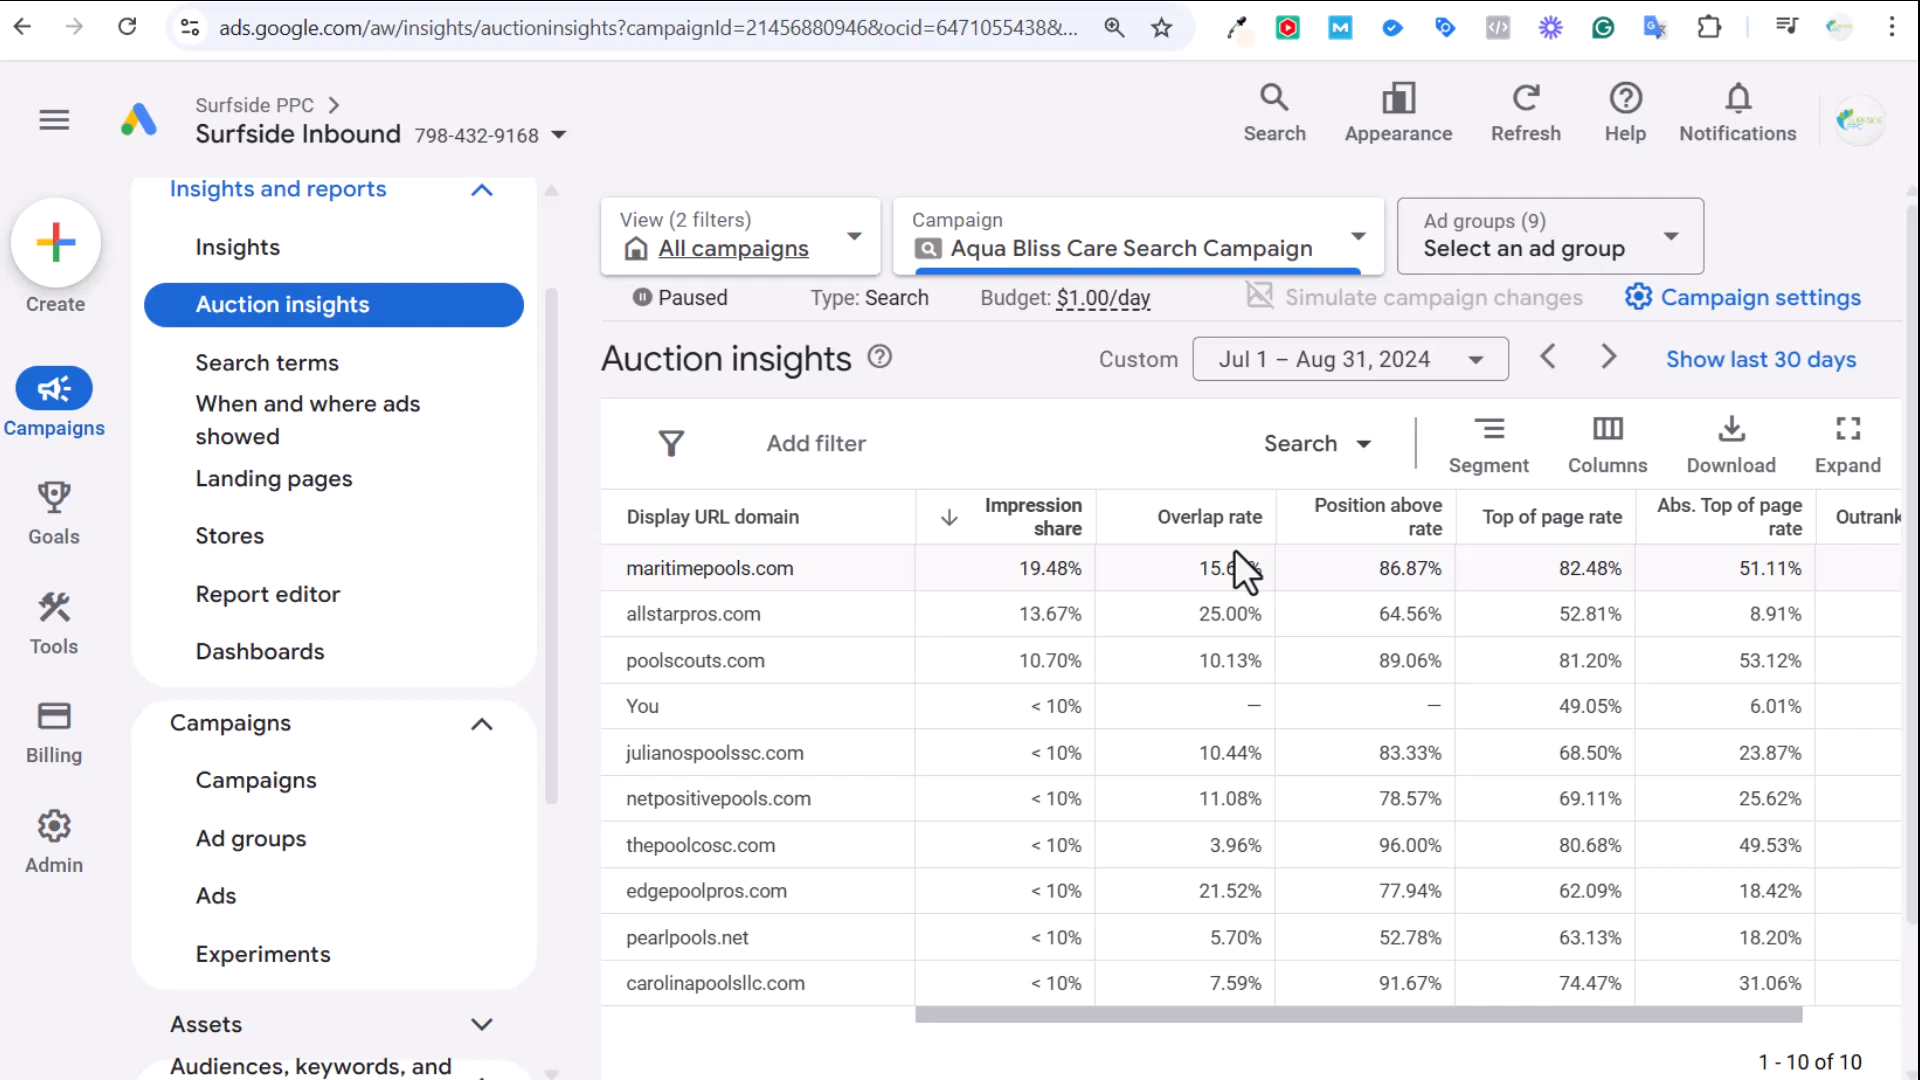 ads.google.com/aw/insights/auctioninsights?campaignId=21456880946&ocid=6471055438&...
Surfside PPC
Surfside Inbound 798-432-9168
Search
Appearance
Refresh
Help
Notifications
Create
Campaigns
Goals
Tools
Billing
Admin
Insights and reports
Insights
Auction insights
Search terms
When and where ads
showed
Landing pages
Stores
Report editor
Dashboards
Campaigns
Campaigns
Ad groups
Ads
Experiments
Assets
Audiences, keywords, and
View (2 filters)
All campaigns
Campaign
Aqua Bliss Care Search Campaign
Ad groups (9)
Select an ad group
Paused Type: Search Budget: $1.00/day Simulate campaign changes Campaign settings
Auction insights Custom Jul 1 – Aug 31, 2024 Show last 30 days
Add filter Search Segment Columns Download Expand
Display URL domain Impression share Overlap rate Position above rate Top of page rate Abs. Top of page rate Outrank
maritimepools.com 19.48% 86.87% 82.48% 51.11%
allstarpros.com 13.67% 25.00% 64.56% 52.81% 8.91%
poolscouts.com 10.70% 10.13% 89.06% 81.20% 53.12%
You < 10% — — 49.05% 6.01%
julianospoolssc.com < 10% 10.44% 83.33% 68.50% 23.87%
netpositivepools.com < 10% 11.08% 78.57% 69.11% 25.62%
thepoolcosc.com < 10% 3.96% 96.00% 80.68% 49.53%
edgepoolpros.com < 10% 21.52% 77.94% 62.09% 18.42%
pearlpools.net < 10% 5.70% 52.78% 63.13% 18.20%
carolinapoolsllc.com < 10% 7.59% 91.67% 74.47% 31.06%
1 - 10 of 10